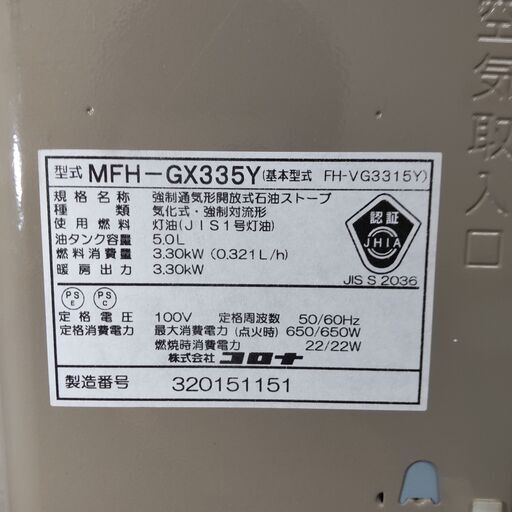 空気取入口
型式 MFH-GX335Y(基本型式 FH-VG3315Y)
規格名称 強制通気形開放式石油ストーブ
種類 気化式・強制対流形
使用燃料 灯油(JIS1号灯油)
油タンク容量 5.0L
燃料消費量 3.30kW (0.321L/h)
暖房出力 3.30kW
認証
JHIA
JIS S 2036
PS E PS C
定格電圧 100V 定格周波数 50/60Hz
定格消費電力 最大消費電力 (点火時) 650/650W
燃焼時消費電力 22/22W
株式会社 コロナ
製造番号 320151151